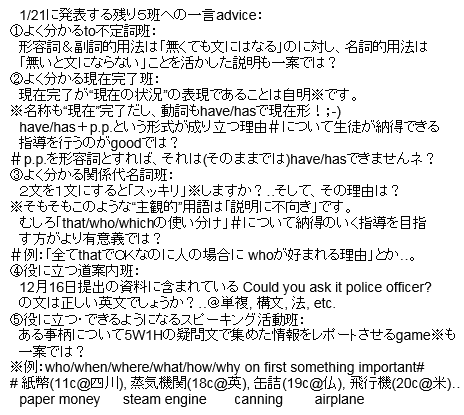 1/21に発表する残り5班への一言advice：
①よく分かるto不定詞班：
形容詞＆副詞的用法は「無くても文にはなる」のに対し、名詞的用法は
「無いと文にならない」ことを活かした説明も一案では？
②よく分かる現在完了班：
現在完了が“現在の状況”の表現であることは自明※です。
※名称も“現在”完了だし、動詞もhave/hasで現在形！；-)
have/has＋p.p.という形式が成り立つ理由＃について生徒が納得できる
指導を行うのがgoodでは？
＃p.p.を形容詞とすれば、それは(そのままでは)have/hasできませんネ？
③よく分かる関係代名詞班：
2文を1文にすると「スッキリ」※しますか？‥そして、その理由は？
※そもそもこのような“主観的”用語は「説明に不向き」です。
むしろ「that/who/whichの使い分け」＃について納得のいく指導を目指
す方がより有意義では？
＃例：「全てthatでOKなのに人の場合に whoが好まれる理由」とか‥。
④役に立つ道案内班：
12月16日提出の資料に含まれている Could you ask it police officer?
の文は正しい英文でしょうか？‥＠単複, 構文, 法, etc.
⑤役に立つ・できるようになるスピーキング活動班：
ある事柄について5W1Hの疑問文で集めた情報をレポートさせるgame※も
一案では？
※例：who/when/where/what/how/why on first something important#
# 紙幣(11c@四川), 蒸気機関(18c@英), 缶詰(19c@仏), 飛行機(20c@米)‥
paper money steam engine canning airplane